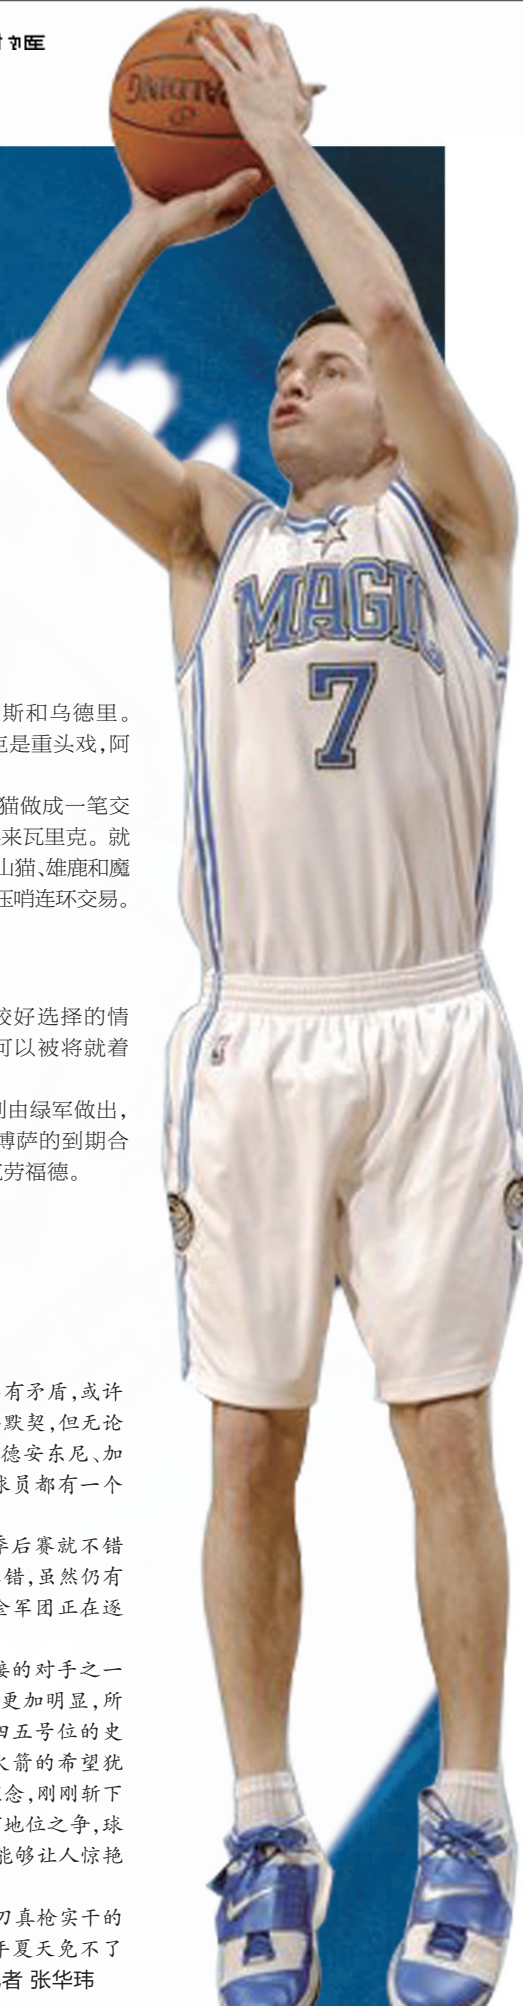 SPALDING
MAGIC
7
斯和乌德里。
是重头戏,阿
猫做成一笔交
来瓦里克。就
山猫、雄鹿和魔
压哨连环交易。
较好选择的情
可以被将就着
由绿军做出,
博萨的到期合
劳福德。
有矛盾,或许
默契,但无论
德安东尼、加
球员都有一个
季后赛就不错
错,虽然仍有
金军团正在逐
接的对手之一
更加明显,所
四五号位的史
火箭的希望犹
念,刚刚斩下
地位之争,球
能够让人惊艳
刀真枪实干的
年夏天免不了
者 张华玮